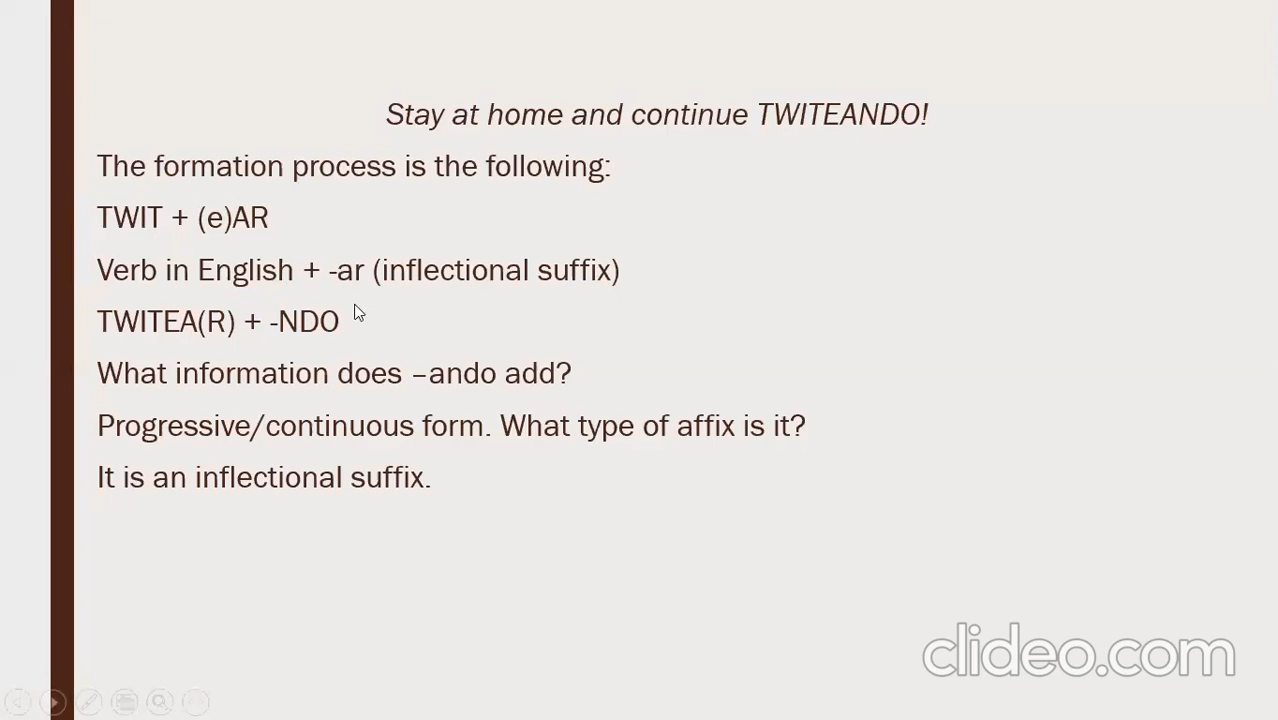 Stay at home and continue TWITEANDO!
The formation process is the following:
TWIT + (e)AR
Verb in English + -ar (inflectional suffix)
TWITEA(R) + -NDO
What information does –ando add?
Progressive/continuous form. What type of affix is it?
It is an inflectional suffix.
clideo.com